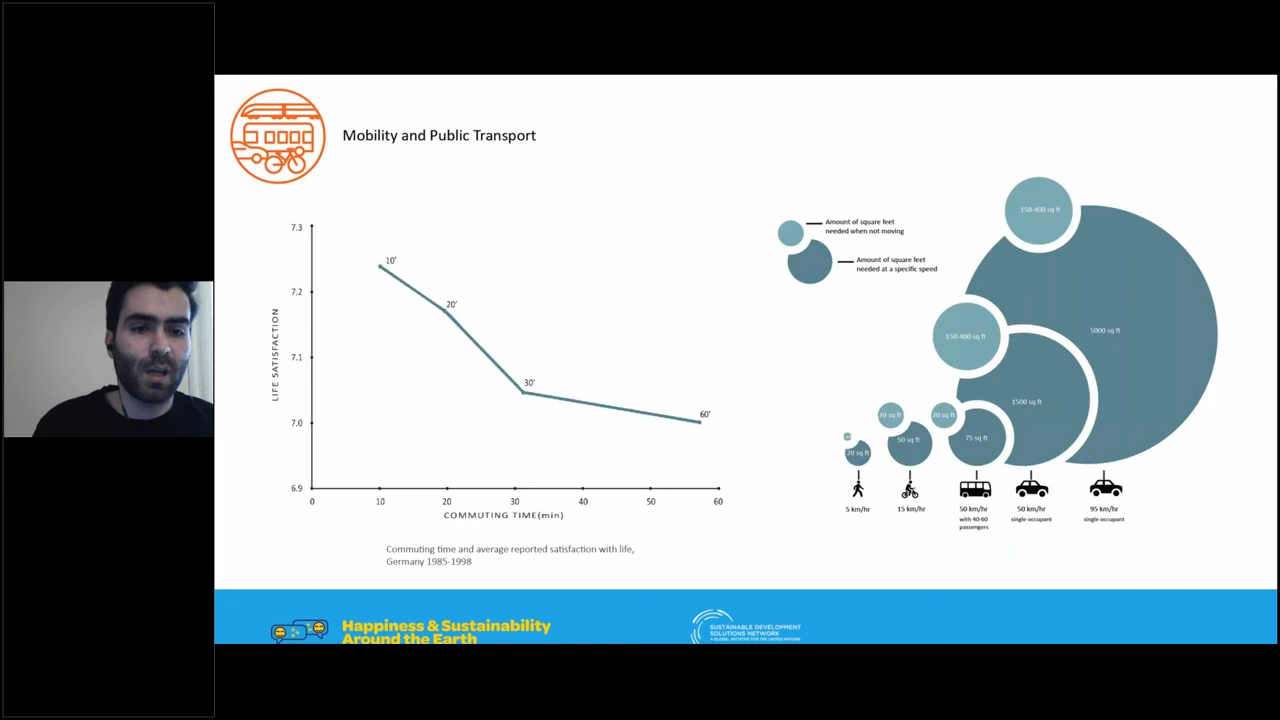 Mobility and Public Transport
7.3
7.2
7.1
7.0
6.9
LIFE SATISFACTION
10'
20'
30'
60'
0
10
20
30
40
50
60
COMMUTING TIME(min)
Commuting time and average reported satisfaction with life,
Germany 1985-1998
Amount of square feet
needed when not moving
Amount of square feet
needed at a specific speed
150-400 sq ft
5000 sq ft
150-400 sq ft
1500 sq ft
20 sq ft
50 sq ft
20 sq ft
75 sq ft
20 sq ft
5 km/hr
15 km/hr
50 km/hr
with 40-60
passengers
50 km/hr
single occupant
95 km/hr
single occupant
Happiness & Sustainability
Around the Earth
SUSTAINABLE DEVELOPMENT
SOLUTIONS NETWORK
A GLOBAL INITIATIVE FOR THE UNITED NATIONS